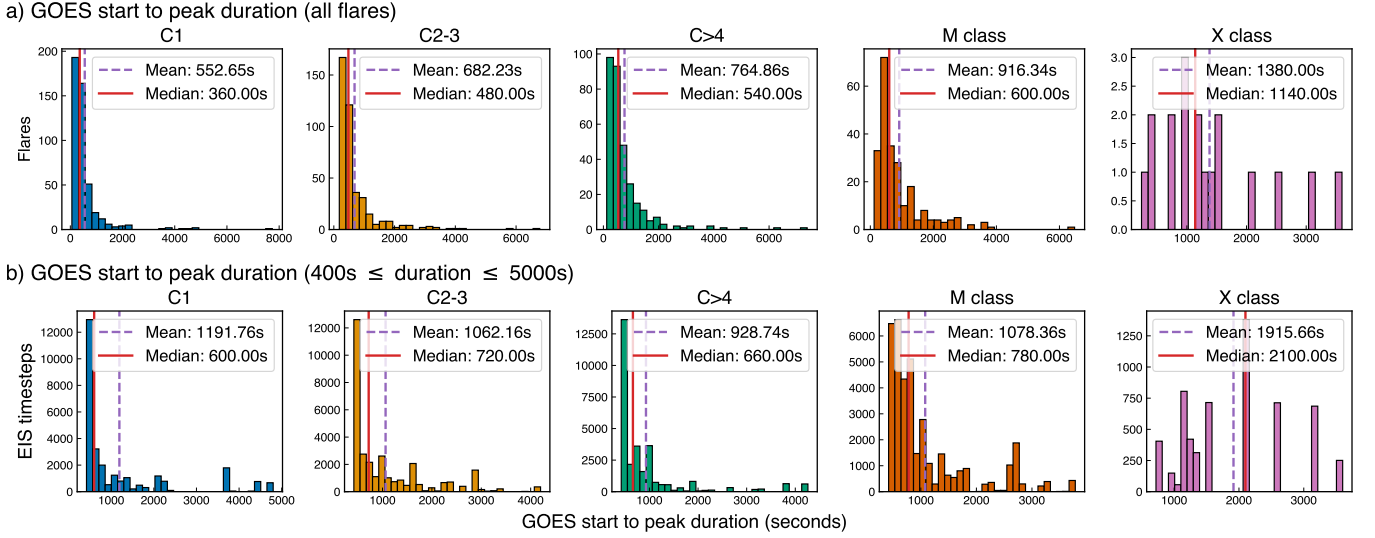 a) GOES start to peak duration (all flares)
C1 C2-3 C>4 M class X class
Flares
200 150 100 50 0
Mean: 552.65s
Median: 360.00s
0 2000 4000 6000 8000
150 100 50 0
Mean: 682.23s
Median: 480.00s
0 2000 4000 6000
100 80 60 40 20 0
Mean: 764.86s
Median: 540.00s
0 2000 4000 6000
60 40 20 0
Mean: 916.34s
Median: 600.00s
0 2000 4000 6000
3.0 2.5 2.0 1.5 1.0 0.5 0.0
Mean: 1380.00s
Median: 1140.00s
1000 2000 3000
b) GOES start to peak duration (400s ≤ duration ≤ 5000s)
C1 C2-3 C>4 M class X class
EIS timesteps
12000 10000 8000 6000 4000 2000 0
Mean: 1191.76s
Median: 600.00s
1000 2000 3000 4000 5000
12000 10000 8000 6000 4000 2000 0
Mean: 1062.16s
Median: 720.00s
1000 2000 3000 4000
12500 10000 7500 5000 2500 0
Mean: 928.74s
Median: 660.00s
1000 2000 3000 4000
6000 5000 4000 3000 2000 1000 0
Mean: 1078.36s
Median: 780.00s
1000 2000 3000
1250 1000 750 500 250 0
Mean: 1915.66s
Median: 2100.00s
1000 2000 3000
GOES start to peak duration (seconds)